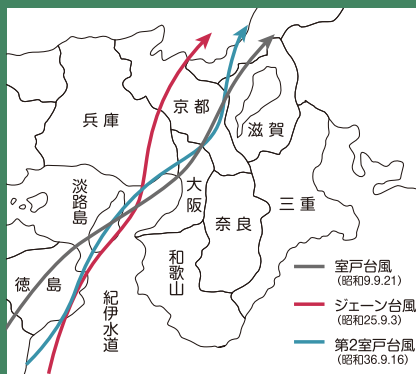 京都
兵庫
滋賀
淡路島
大阪
三重
奈良
和歌山
徳島
紀伊水道
室戸台風
(昭和9.9.21)
ジェーン台風
(昭和25.9.3)
第2室戸台風
(昭和36.9.16)